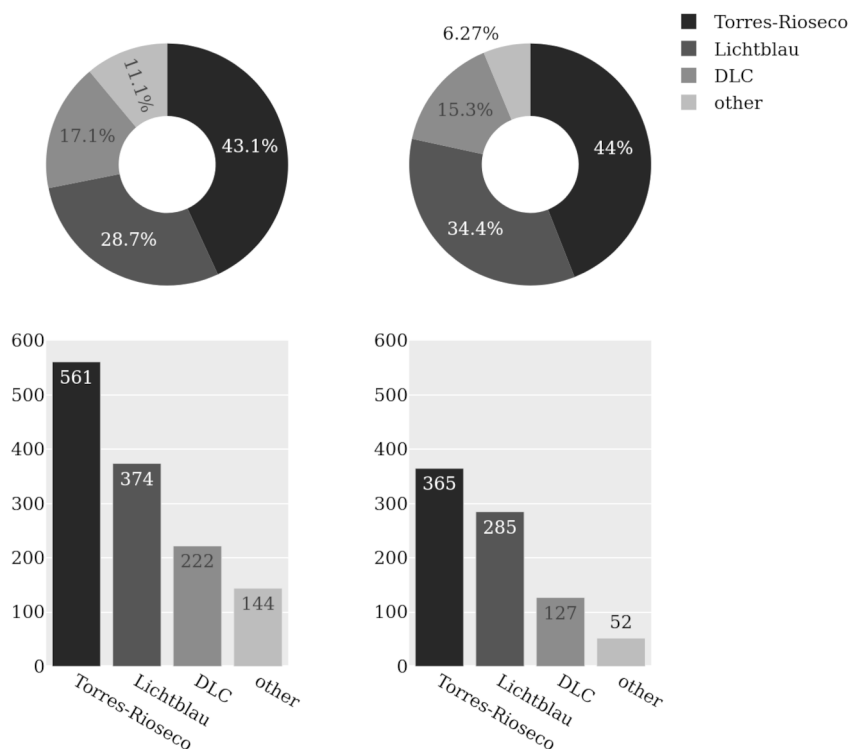 6.27%
11.1%
17.1%
43.1%
28.7%
15.3%
44%
34.4%
Torres-Rioseco
Lichtblau
DLC
other
600
500
400
300
200
100
0
561
374
222
144
Torres-Rioseco
Lichtblau
DLC
other
600
500
400
300
200
100
0
365
285
127
52
Torres-Rioseco
Lichtblau
DLC
other